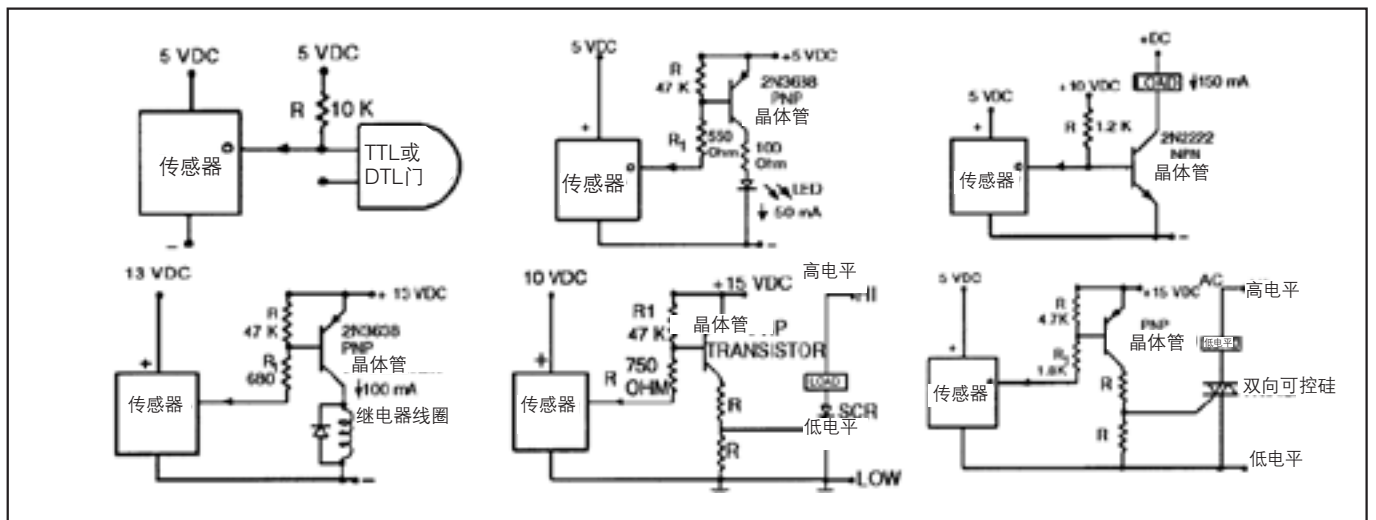 5 VDC
5 VDC
R
10 K
传感器
TTL或
DTL门
−
5 VDC
+5 VDC
R
47 K
2N3638
PNP
晶体管
+
R1
550
Ohm
100
Ohm
传感器
LED
50 mA
−
+DC
LOAD
150 mA
+10 VDC
5 VDC
R
1.2 K
+
2N2222
NPN
晶体管
传感器
−
13 VDC
+ 13 VDC
R
47 K
2N3638
PNP
晶体管
+
R1
680
100 mA
传感器
继电器线圈
−
10 VDC
+15 VDC
高电平
HI
R1
47 K
晶体管
TRANSISTOR
+
R
750
OHM
LOAD
传感器
R
SCR
低电平
R
LOW
5 VDC
+15 VDC
AC
高电平
R
4.7K
PNP
晶体管
低电平
+
1.8K
传感器
R
双向可控硅
R
低电平